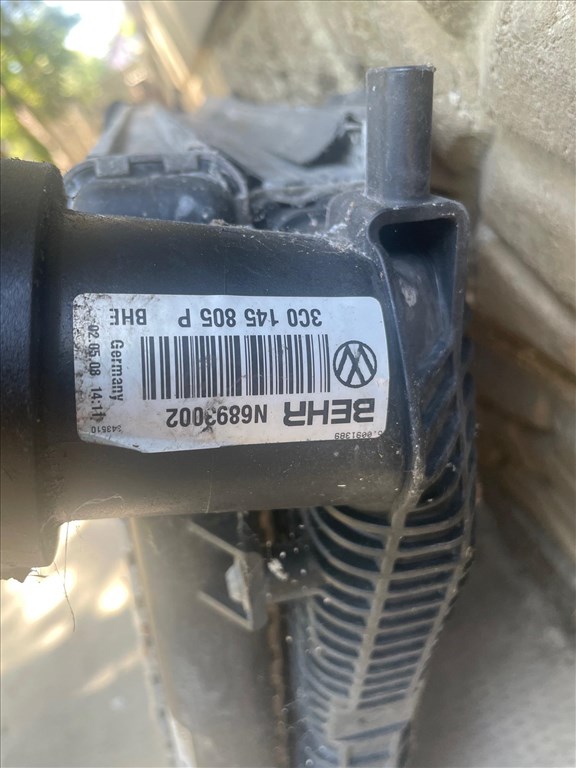 3C0 145 805 P BHE
BEHR N6893002
Germany
02.05.08 14:11